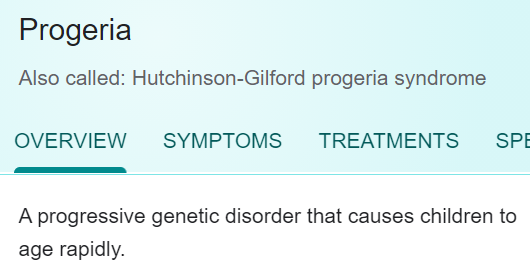 Progeria
Also called: Hutchinson-Gilford progeria syndrome
OVERVIEW SYMPTOMS TREATMENTS SPE
A progressive genetic disorder that causes children to
age rapidly.